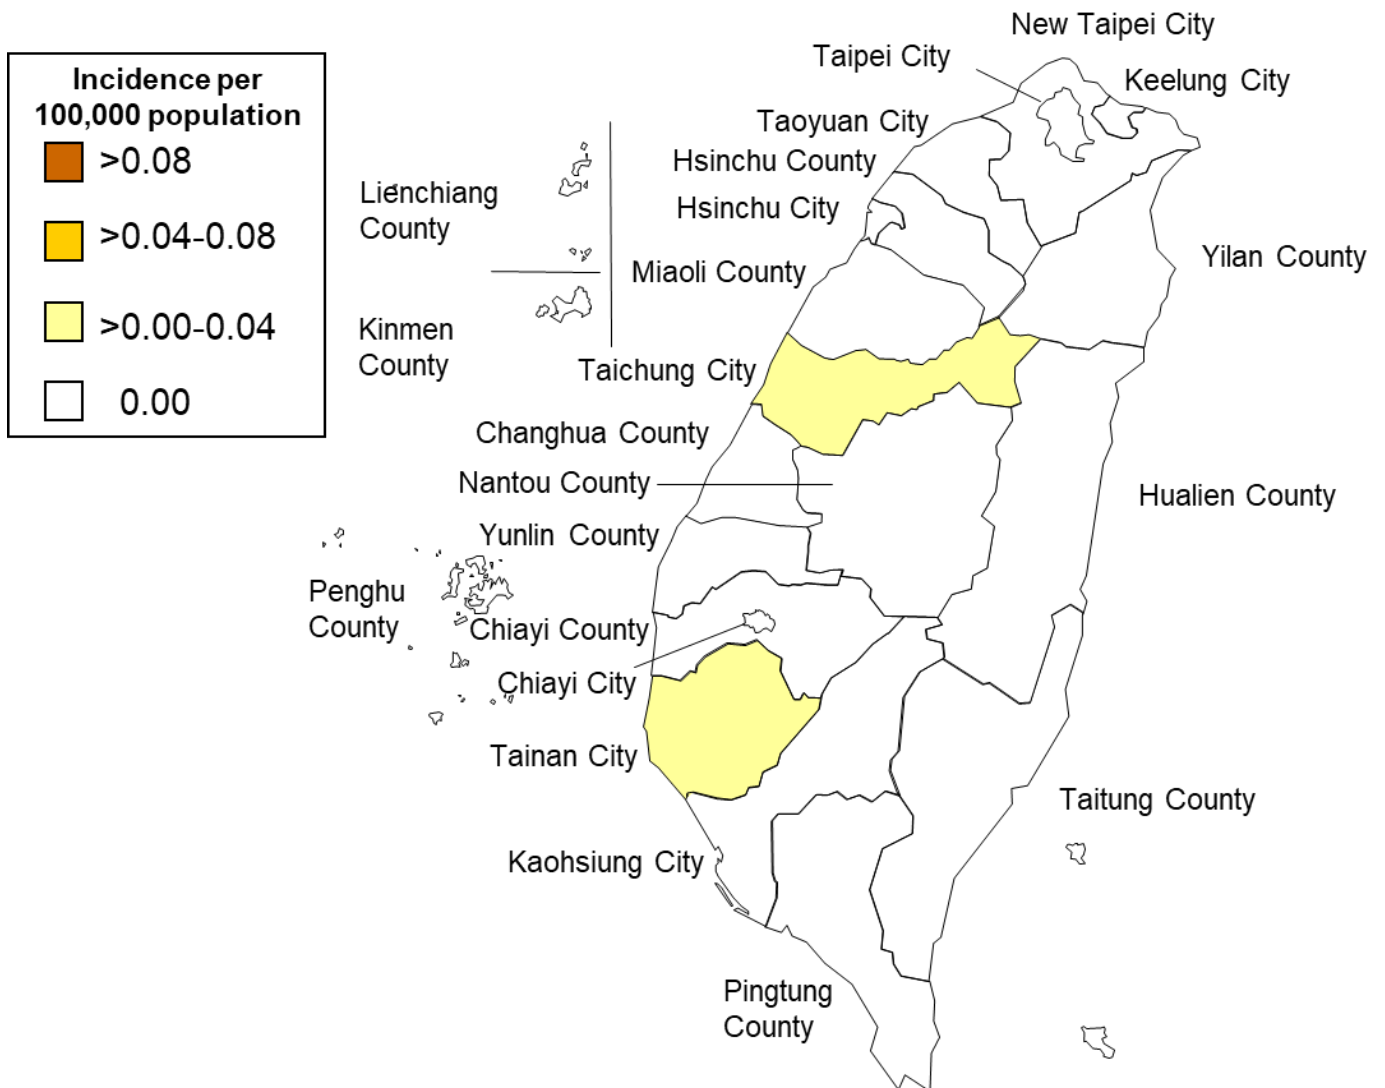 Incidence per
100,000 population
>0.08
>0.04-0.08
>0.00-0.04
0.00
New Taipei City
Taipei City
Keelung City
Taoyuan City
Hsinchu County
Lienchiang
County
Hsinchu City
Yilan County
Miaoli County
Kinmen
County
Taichung City
Changhua County
Nantou County
Hualien County
Yunlin County
Penghu
County
Chiayi County
Chiayi City
Tainan City
Taitung County
Kaohsiung City
Pingtung
County